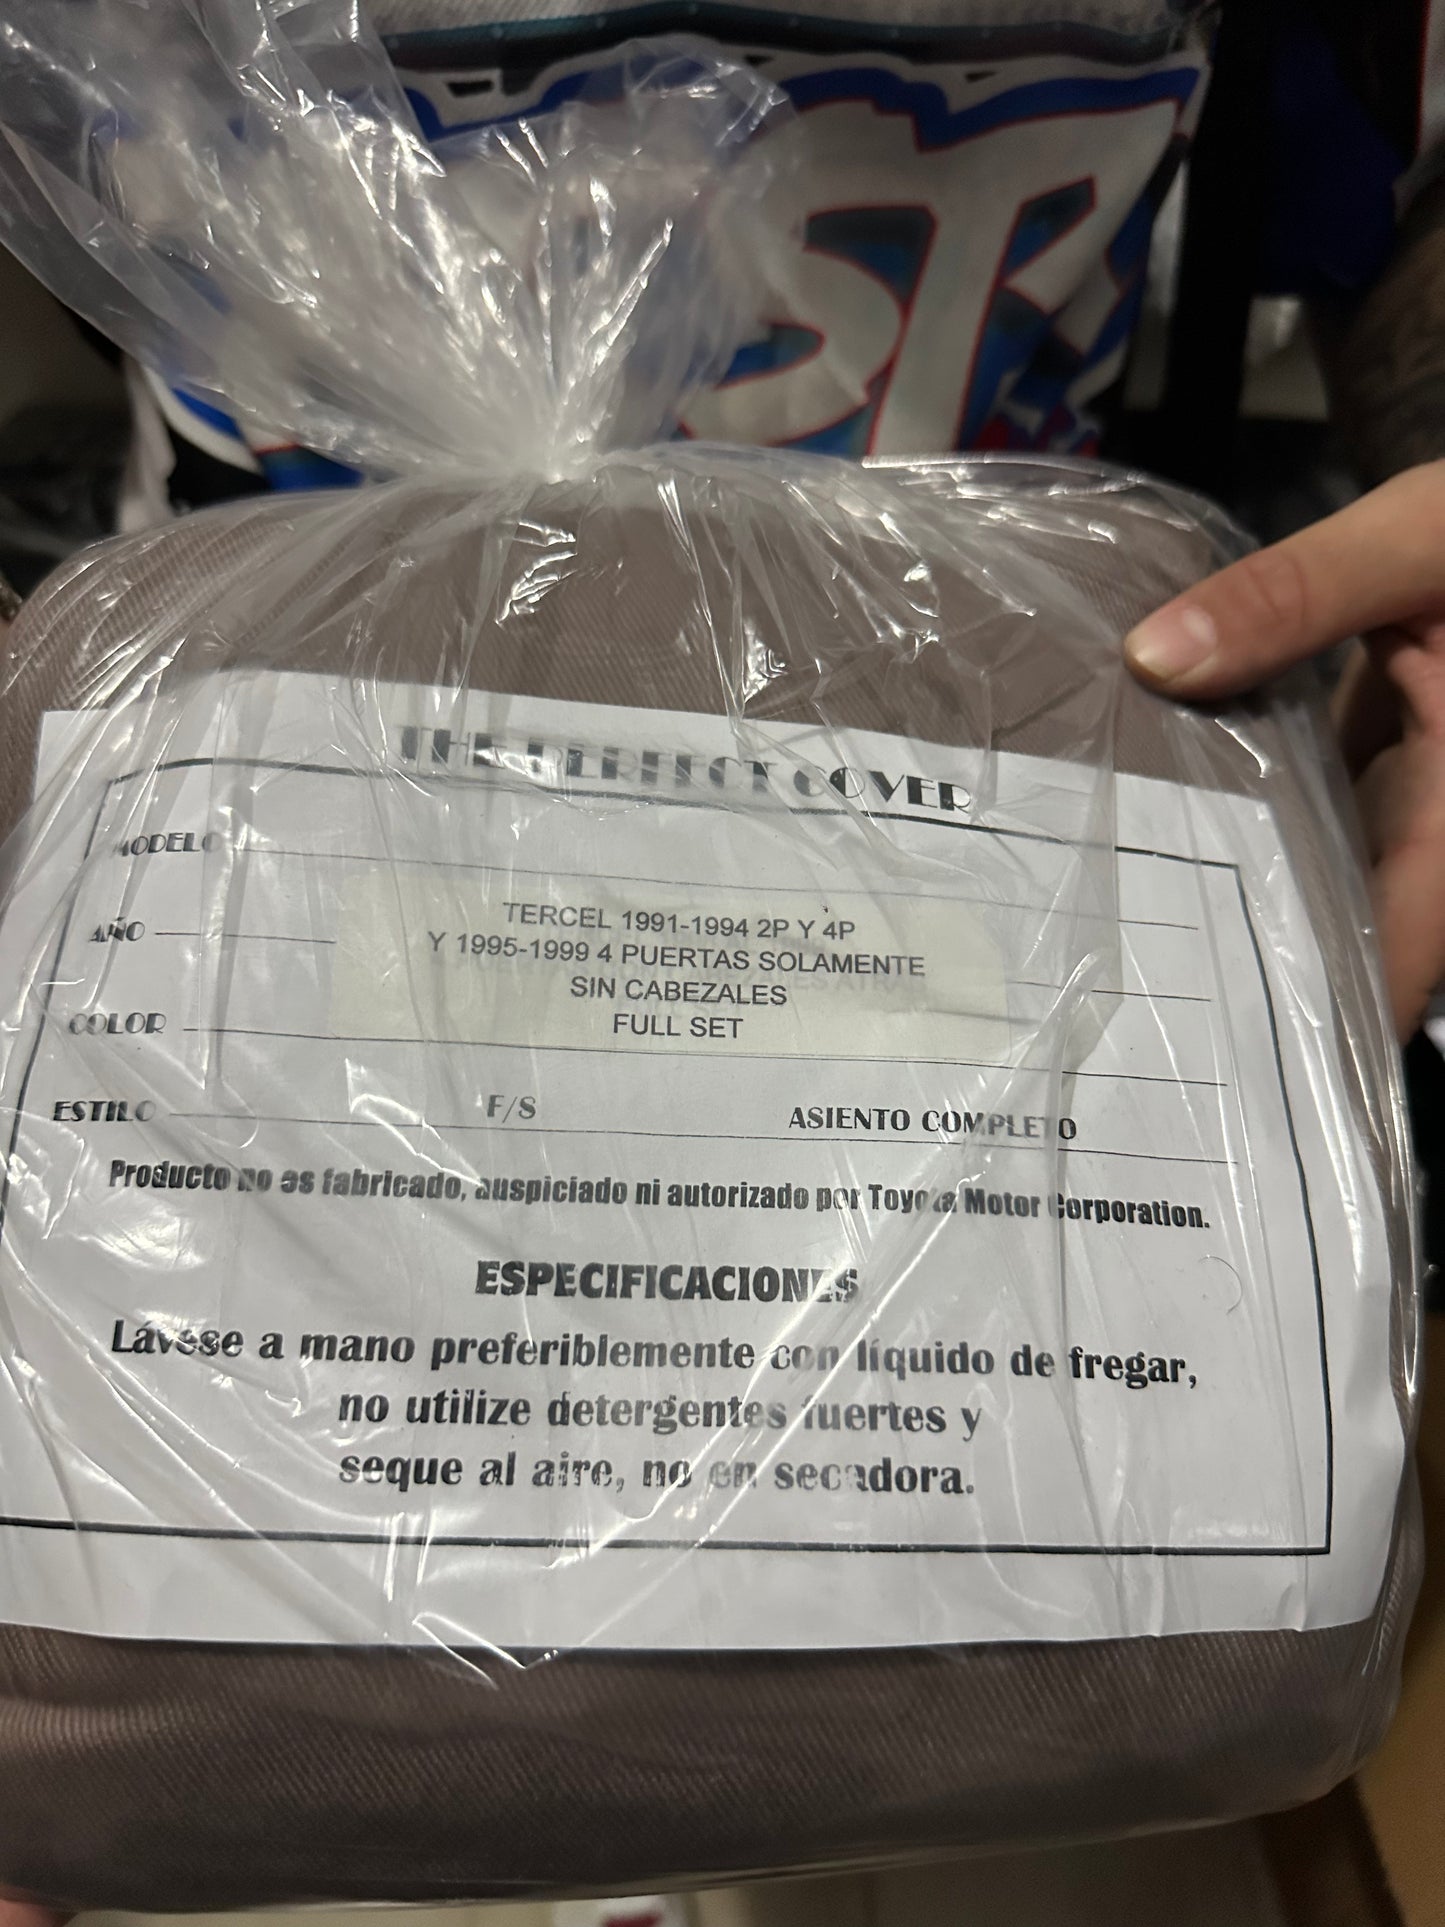 THE PERFECT COVER
MODELO
TERCEL 1991-1994 2P Y 4P
AÑO
Y 1995-1999 4 PUERTAS SOLAMENTE
SIN CABEZALES
COLOR
FULL SET
ESTILO F/S ASIENTO COMPLETO
Producto no es fabricado, auspiciado ni autorizado por Toyota Motor Corporation.
ESPECIFICACIONES
Lávese a mano preferiblemente con líquido de fregar,
no utilize detergentes fuertes y
seque al aire, no en secadora.